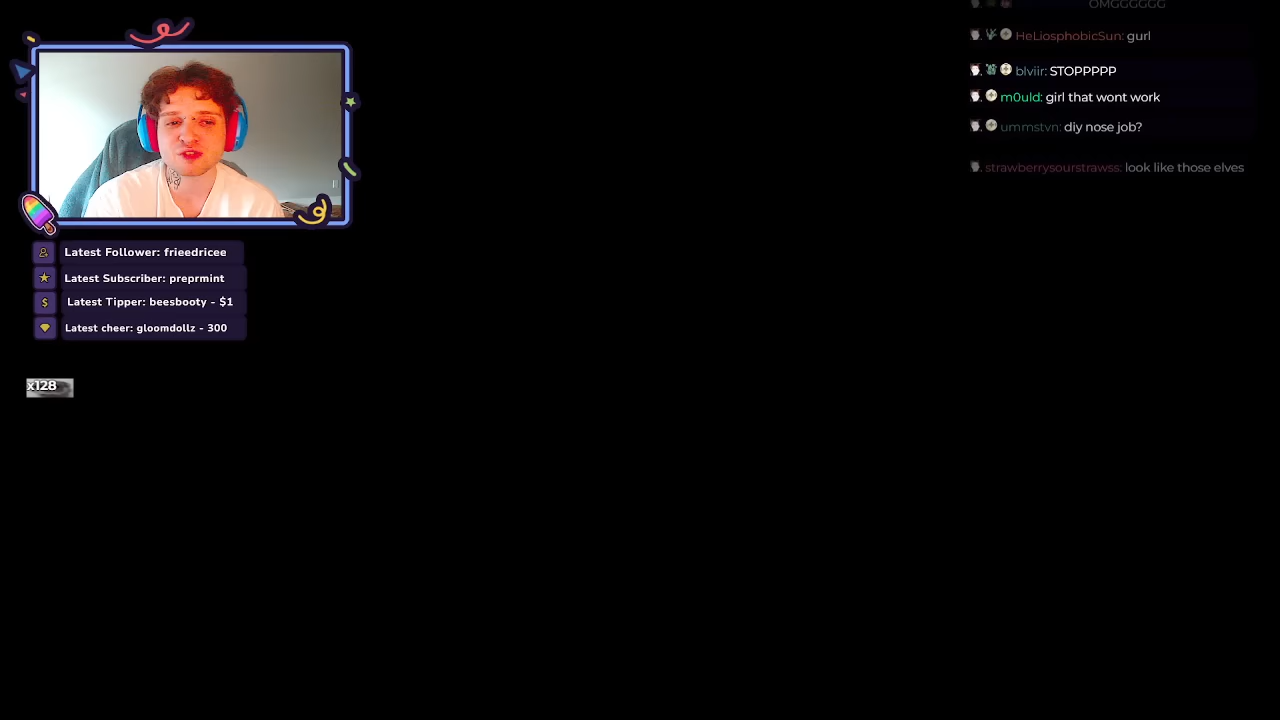 OMGGGGGG
HeLiosphobicSun: gurl
blviir: STOPPPPP
m0uld: girl that wont work
ummstvn: diy nose job?
strawberrysourstrawss: look like those elves
Latest Follower: frieedricee
Latest Subscriber: preprmint
Latest Tipper: beesbooty - $1
Latest cheer: gloomdollz - 300
x128